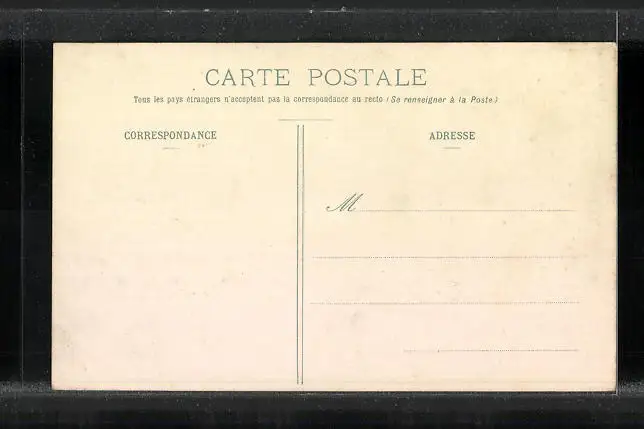 CARTE POSTALE
Tous les pays étrangers n'acceptent pas la correspondance au recto (Se renseigner à la Poste)
CORRESPONDANCE
ADRESSE
M